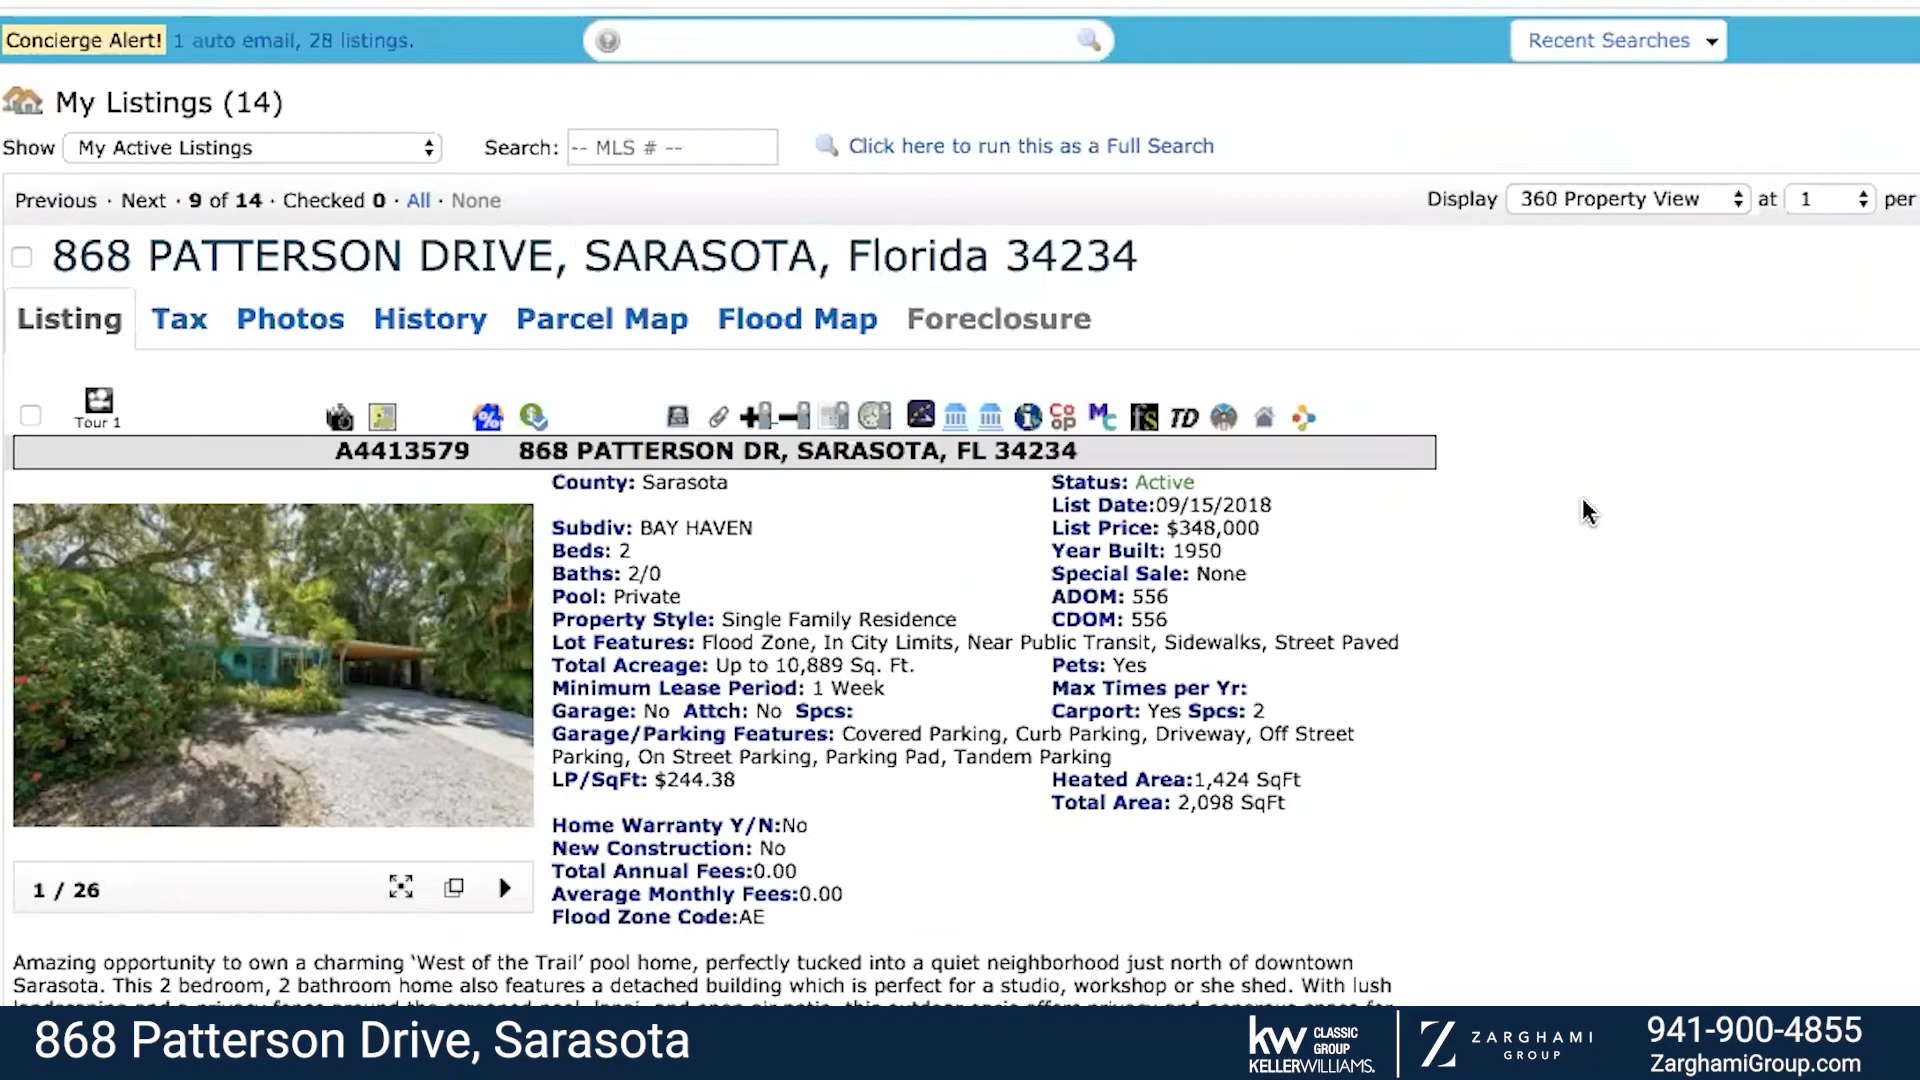 Concierge Alert! 1 auto email, 28 listings.
Recent Searches
My Listings (14)
Show My Active Listings Search: -- MLS # -- Click here to run this as a Full Search
Previous · Next · 9 of 14 · Checked 0 · All · None Display 360 Property View at 1 per
868 PATTERSON DRIVE, SARASOTA, Florida 34234
Listing Tax Photos History Parcel Map Flood Map Foreclosure
Tour 1
A4413579 868 PATTERSON DR, SARASOTA, FL 34234
County: Sarasota Status: Active
List Date:09/15/2018
Subdiv: BAY HAVEN List Price: $348,000
Beds: 2 Year Built: 1950
Baths: 2/0 Special Sale: None
Pool: Private ADOM: 556
Property Style: Single Family Residence CDOM: 556
Lot Features: Flood Zone, In City Limits, Near Public Transit, Sidewalks, Street Paved
Total Acreage: Up to 10,889 Sq. Ft. Pets: Yes
Minimum Lease Period: 1 Week Max Times per Yr:
Garage: No Attch: No Spcs: Carport: Yes Spcs: 2
Garage/Parking Features: Covered Parking, Curb Parking, Driveway, Off Street
Parking, On Street Parking, Parking Pad, Tandem Parking
LP/SqFt: $244.38 Heated Area:1,424 SqFt
Total Area: 2,098 SqFt
Home Warranty Y/N:No
New Construction: No
Total Annual Fees:0.00
Average Monthly Fees:0.00
Flood Zone Code:AE
1 / 26
Amazing opportunity to own a charming ‘West of the Trail’ pool home, perfectly tucked into a quiet neighborhood just north of downtown
Sarasota. This 2 bedroom, 2 bathroom home also features a detached building which is perfect for a studio, workshop or she shed. With lush
868 Patterson Drive, Sarasota
kw CLASSIC GROUP
KELLERWILLIAMS.
ZARGHAMI
GROUP
941-900-4855
ZarghamiGroup.com